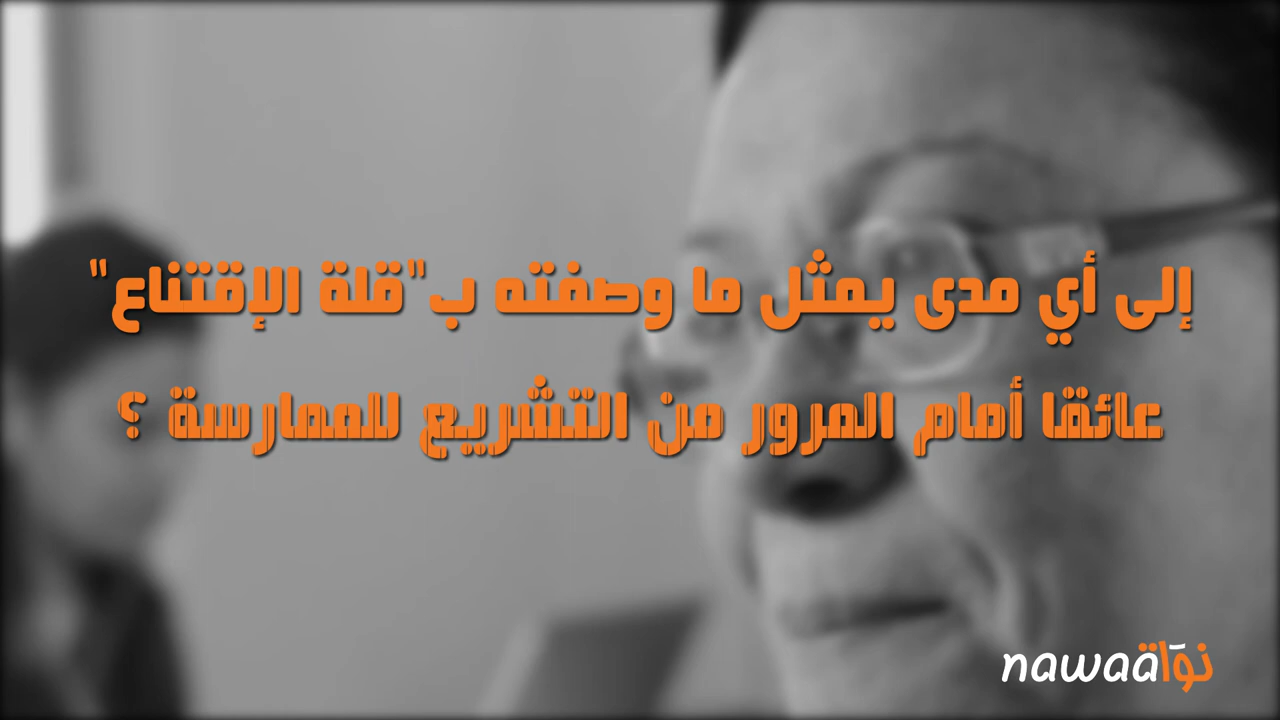 إلى أي مدى يمثل ما وصفته ب"قلة الإقتناع"
عائقا أمام المرور من التشريع للممارسة ؟
nawaaنواة